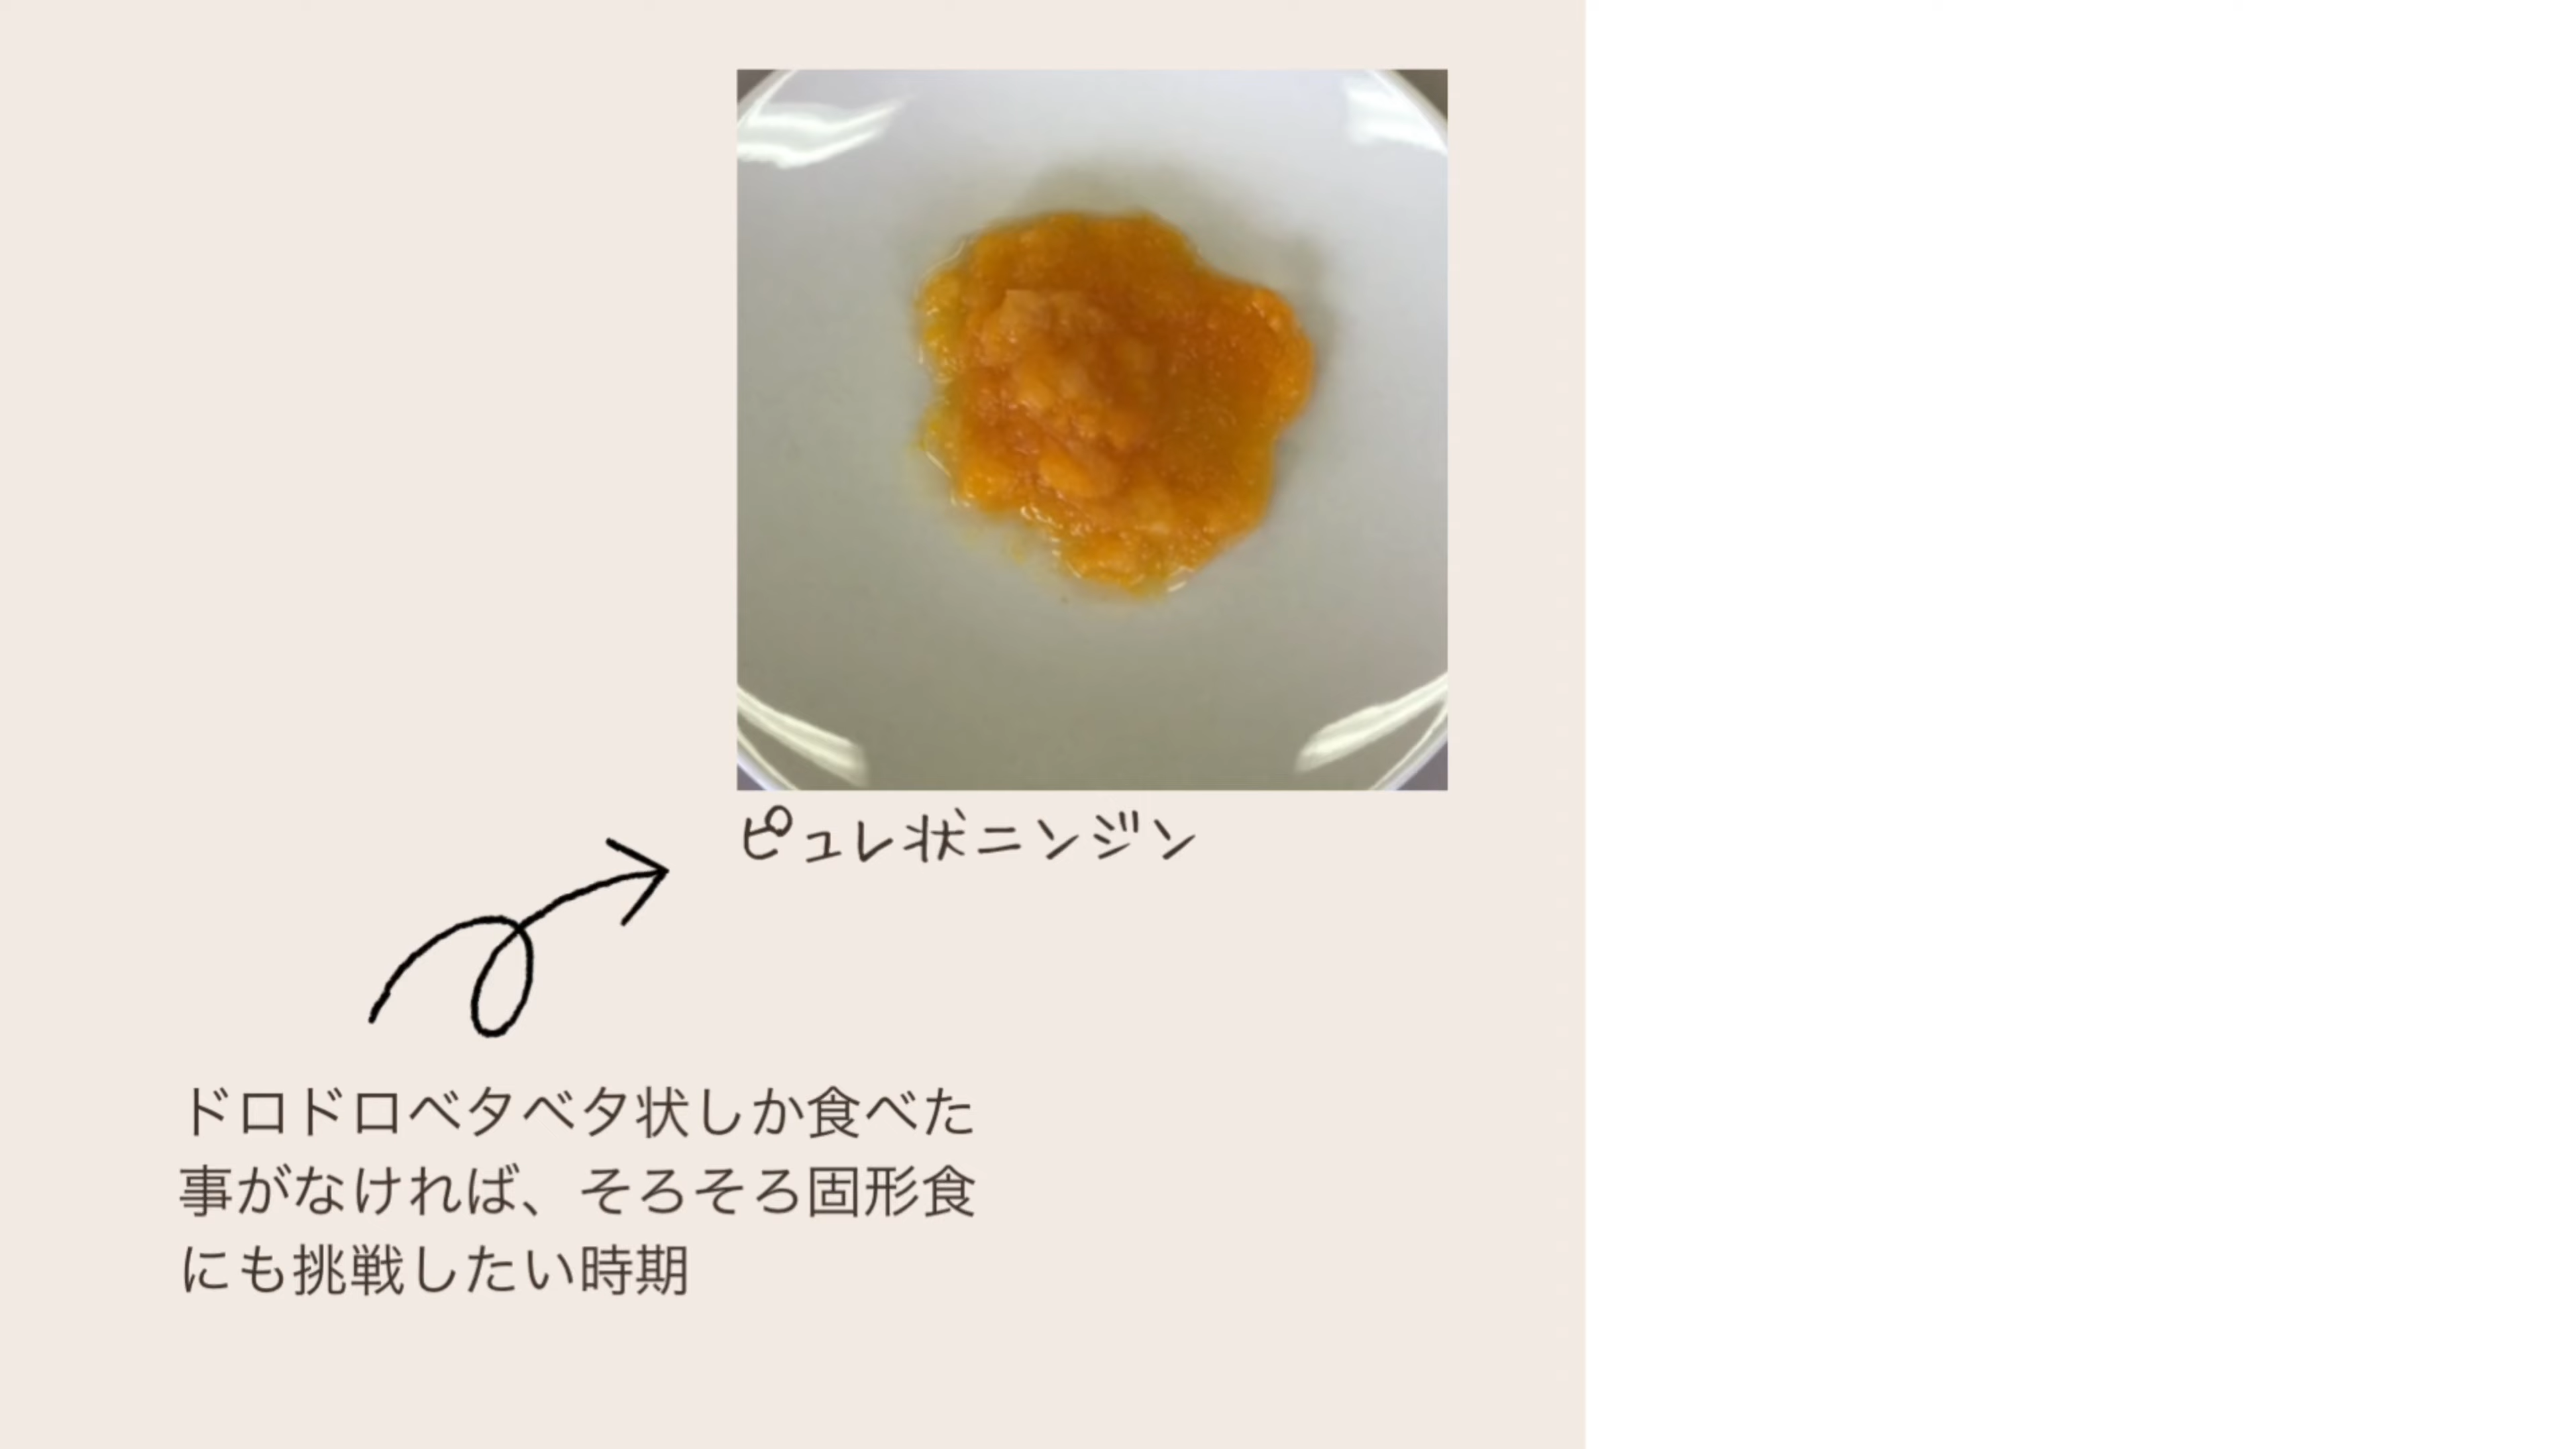 ピュレ状ニンジン
ドロドロベタベタ状しか食べた
事がなければ、そろそろ固形食
にも挑戦したい時期